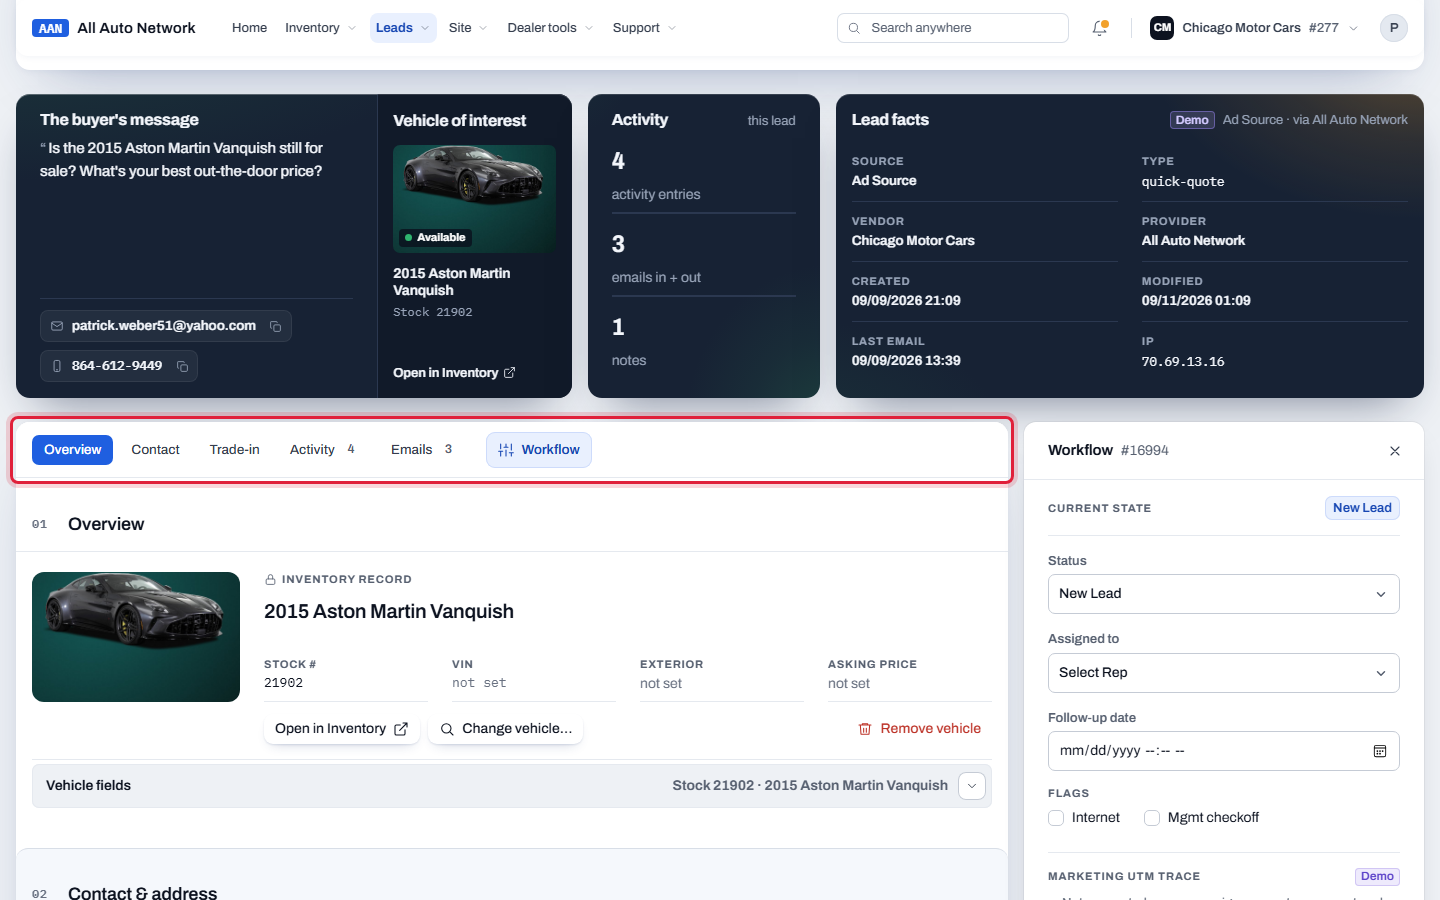 AAN All Auto Network Home Inventory Leads Site Dealer tools Support Search anywhere CM Chicago Motor Cars #277 P
The buyer's message
“ Is the 2015 Aston Martin Vanquish still for
sale? What's your best out-the-door price?
patrick.weber51@yahoo.com
864-612-9449
Vehicle of interest
Available
2015 Aston Martin
Vanquish
Stock 21902
Open in Inventory
Activity this lead
4
activity entries
3
emails in + out
1
notes
Lead facts Demo Ad Source · via All Auto Network
SOURCE
Ad Source
TYPE
quick-quote
VENDOR
Chicago Motor Cars
PROVIDER
All Auto Network
CREATED
09/09/2026 21:09
MODIFIED
09/11/2026 01:09
LAST EMAIL
09/09/2026 13:39
IP
70.69.13.16
Overview Contact Trade-in Activity 4 Emails 3 Workflow
01 Overview
INVENTORY RECORD
2015 Aston Martin Vanquish
STOCK #
21902
VIN
not set
EXTERIOR
not set
ASKING PRICE
not set
Open in Inventory Change vehicle... Remove vehicle
Vehicle fields Stock 21902 · 2015 Aston Martin Vanquish
02 Contact & address
Workflow #16994
CURRENT STATE New Lead
Status
New Lead
Assigned to
Select Rep
Follow-up date
mm/dd/yyyy --:-- --
FLAGS
Internet Mgmt checkoff
MARKETING UTM TRACE Demo